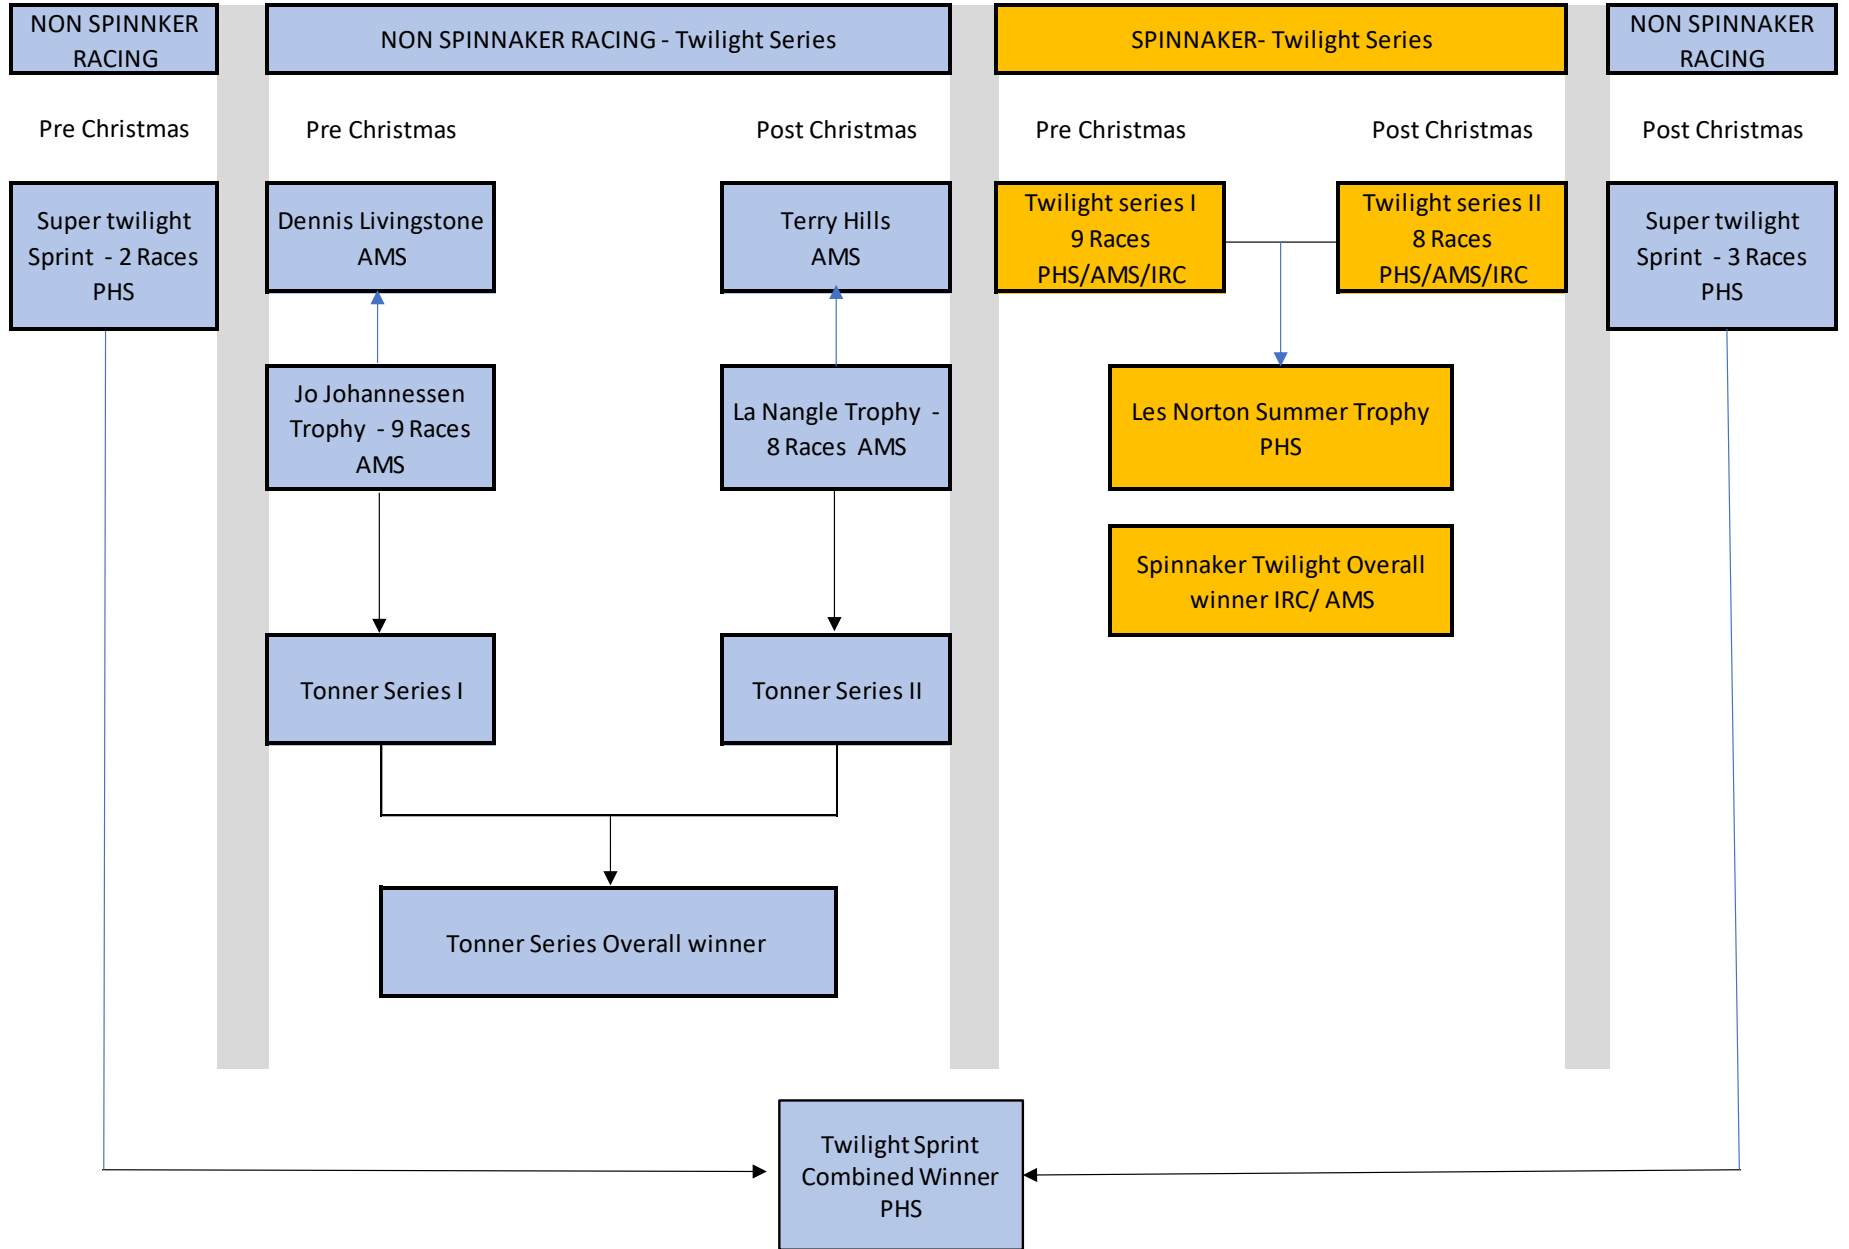 NON SPINNKER
RACING
NON SPINNAKER RACING - Twilight Series
SPINNAKER- Twilight Series
NON SPINNAKER
RACING
Pre Christmas
Pre Christmas
Post Christmas
Pre Christmas
Post Christmas
Post Christmas
Super twilight
Sprint - 2 Races
PHS
Dennis Livingstone
AMS
Terry Hills
AMS
Twilight series I
9 Races
PHS/AMS/IRC
Twilight series II
8 Races
PHS/AMS/IRC
Super twilight
Sprint - 3 Races
PHS
Jo Johannessen
Trophy - 9 Races
AMS
La Nangle Trophy -
8 Races AMS
Les Norton Summer Trophy
PHS
Spinnaker Twilight Overall
winner IRC/ AMS
Tonner Series I
Tonner Series II
Tonner Series Overall winner
Twilight Sprint
Combined Winner
PHS